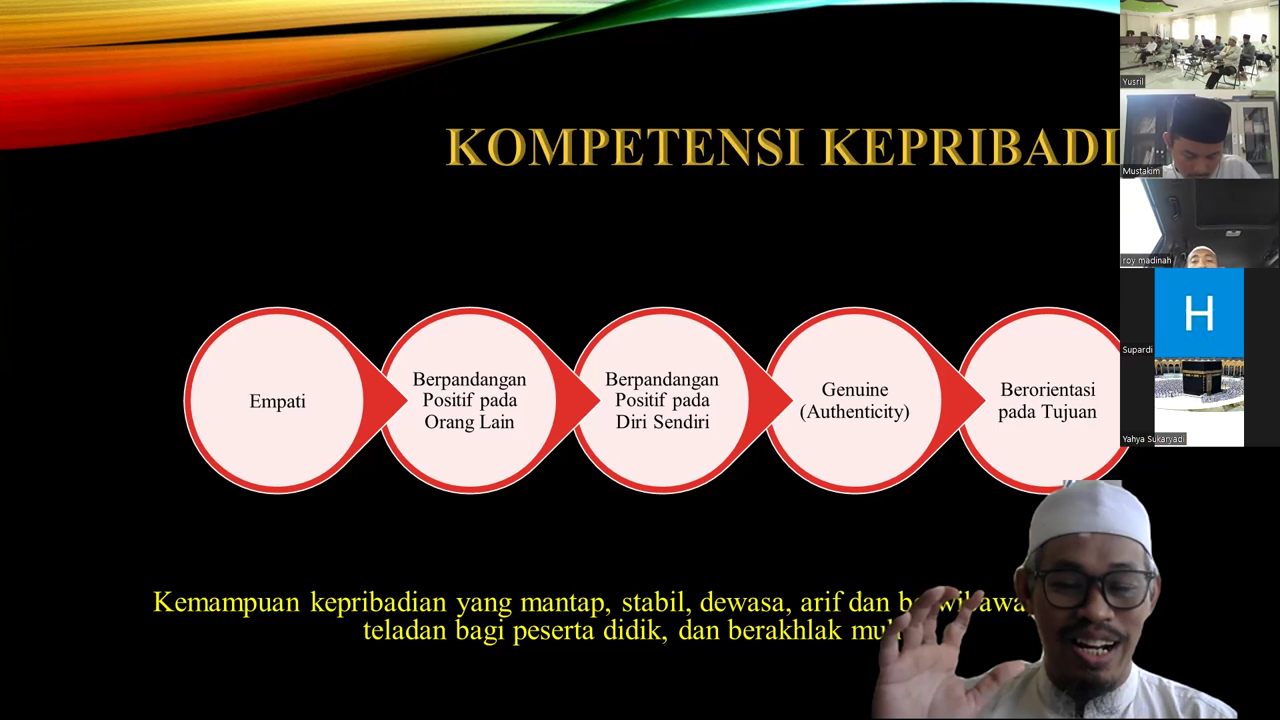 KOMPETENSI KEPRIBADI
Empati
Berpandangan
Positif pada
Orang Lain
Berpandangan
Positif pada
Diri Sendiri
Genuine
(Authenticity)
Berorientasi
pada Tujuan
Kemampuan kepribadian yang mantap, stabil, dewasa, arif dan
teladan bagi peserta didik, dan berakhlak
Yusril
Mustakim
roy madinah
H
Supardi
Yahya Sukaryadi